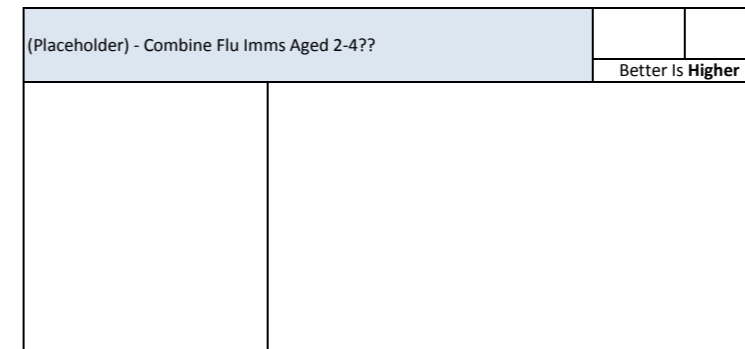 (Placeholder) - Combine Flu Imms Aged 2-4??
Better Is Higher